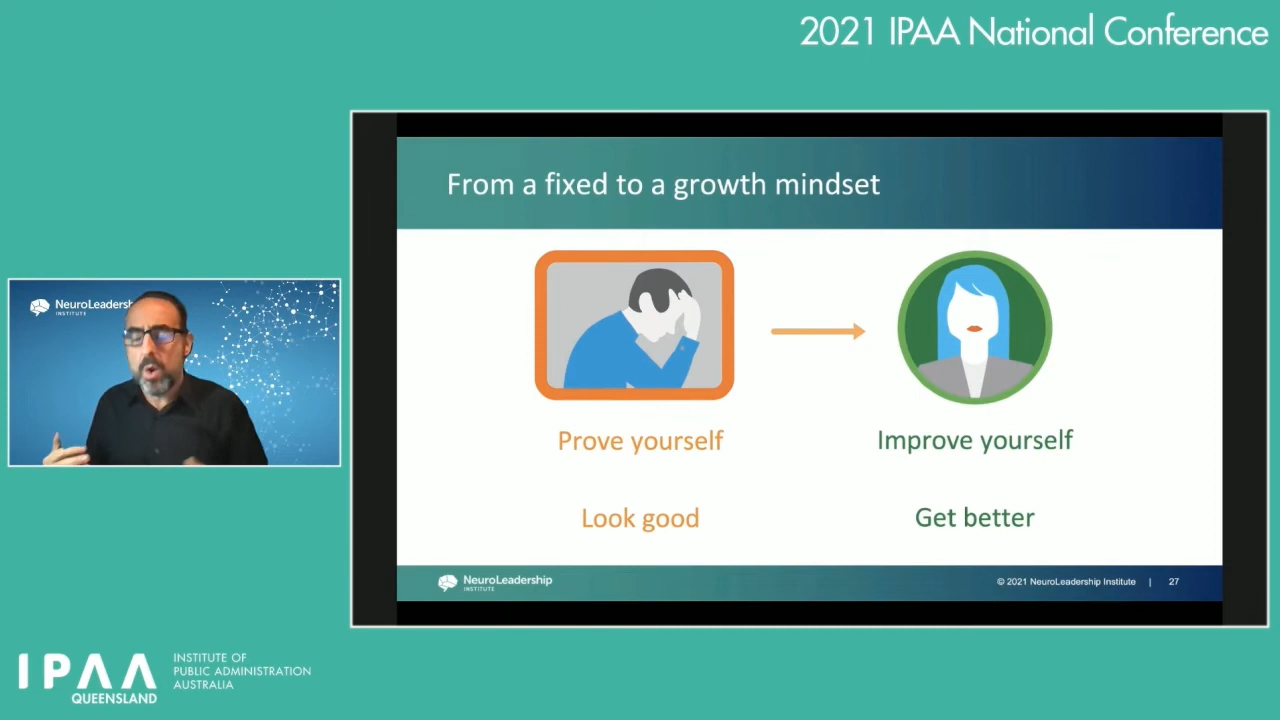 2021 IPAA National Conference
From a fixed to a growth mindset
NeuroLeadersh
INSTITUTE
Prove yourself
Improve yourself
Look good
Get better
NeuroLeadership
INSTITUTE
© 2021 NeuroLeadership Institute | 27
IPAA
QUEENSLAND
INSTITUTE OF
PUBLIC ADMINISTRATION
AUSTRALIA